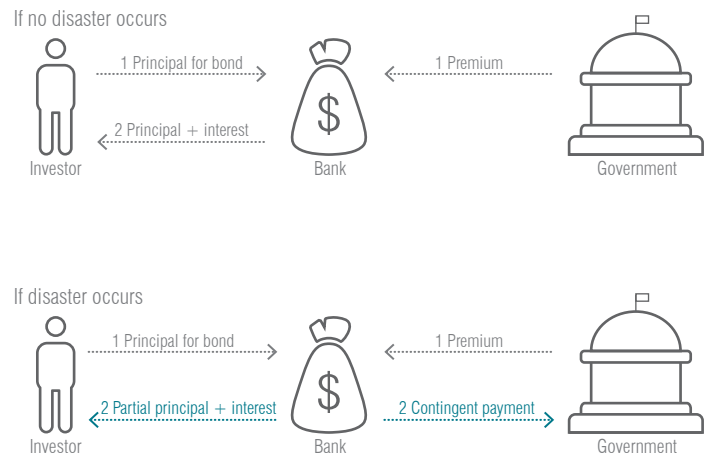 If no disaster occurs
1 Principal for bond
1 Premium
$
2 Principal + interest
Investor
Bank
Government
If disaster occurs
1 Principal for bond
1 Premium
$
2 Partial principal + interest
2 Contingent payment
Investor
Bank
Government